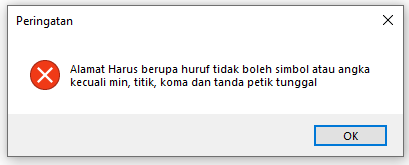 Peringatan
Alamat Harus berupa huruf tidak boleh simbol atau angka
kecuali min, titik, koma dan tanda petik tunggal
OK